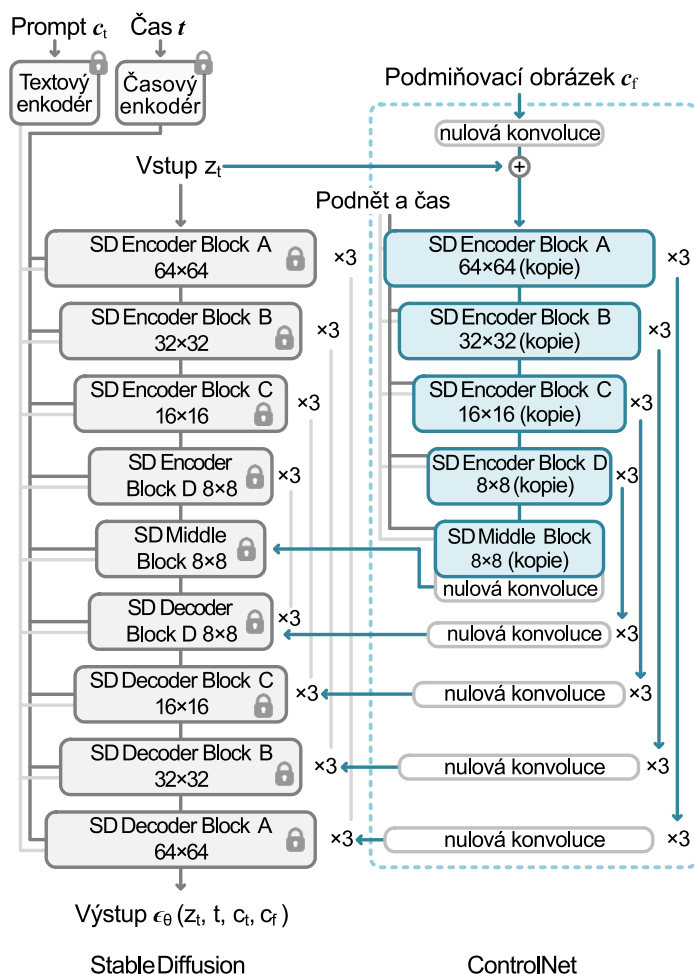 Prompt cₜ
Čas t
Textový
enkodér
Časový
enkodér
Podmiňovací obrázek c_f
nulová konvoluce
Vstup zₜ
+
Podnět a čas
SD Encoder Block A
64×64
×3
SD Encoder Block B
32×32
×3
SD Encoder Block C
16×16
×3
SD Encoder
Block D 8×8
×3
SD Middle
Block 8×8
SD Decoder
Block D 8×8
×3
SD Decoder Block C
16×16
×3
SD Decoder Block B
32×32
×3
SD Decoder Block A
64×64
×3
Výstup ϵ_θ (zₜ, t, cₜ, c_f)
StableDiffusion
SD Encoder Block A
64×64 (kopie)
×3
SD Encoder Block B
32×32 (kopie)
×3
SD Encoder Block C
16×16 (kopie)
×3
SD Encoder Block D
8×8 (kopie)
×3
SD Middle Block
8×8 (kopie)
nulová konvoluce
nulová konvoluce
×3
nulová konvoluce
×3
nulová konvoluce
×3
nulová konvoluce
×3
ControlNet